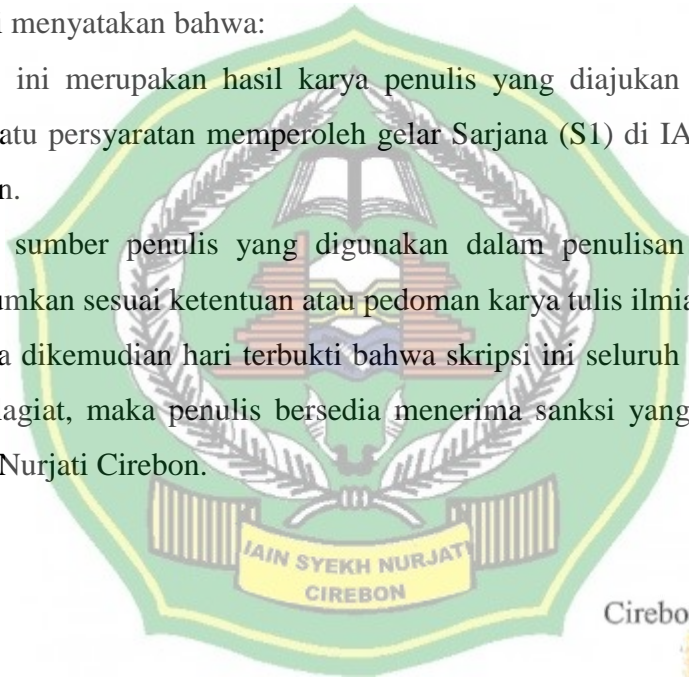 i menyatakan bahwa:
ini merupakan hasil karya penulis yang diajukan
atu persyaratan memperoleh gelar Sarjana (S1) di IA
n.
sumber penulis yang digunakan dalam penulisan
umkan sesuai ketentuan atau pedoman karya tulis ilmia
a dikemudian hari terbukti bahwa skripsi ini seluruh
lagiat, maka penulis bersedia menerima sanksi yang
Nurjati Cirebon.
IAIN SYEKH NURJATI
CIREBON
Cirebo